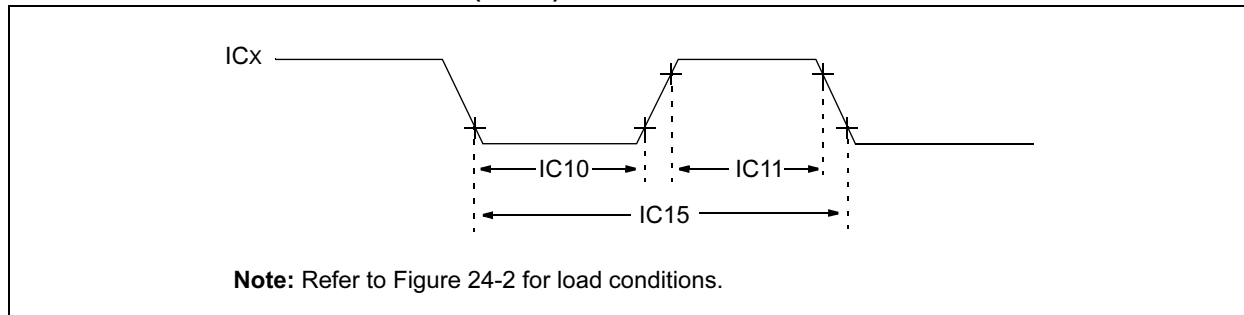 ICx
IC10
IC11
IC15
Note: Refer to Figure 24-2 for load conditions.